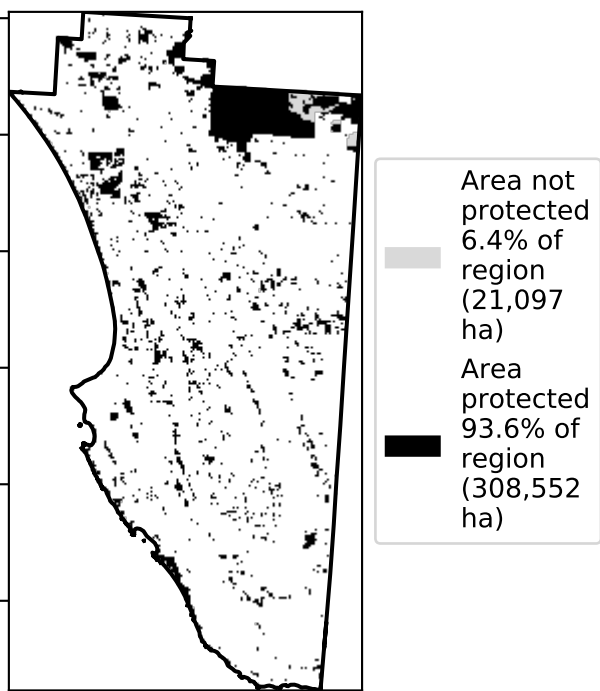 Area not
protected
6.4% of
region
(21,097
ha)
Area
protected
93.6% of
region
(308,552
ha)